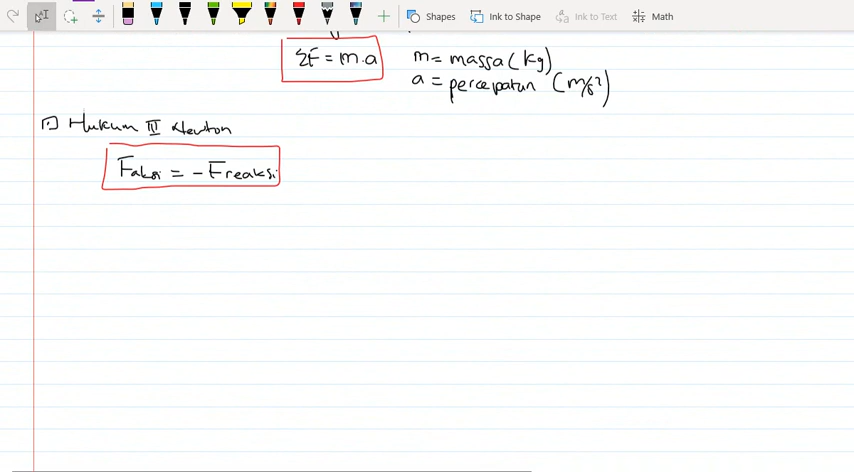 Shapes
Ink to Shape
Ink to Text
Math
ΣF = m.a
m = massa (kg)
a = percepatan (m/s²)
Hukum III Newton
Faksi = - Freaksi